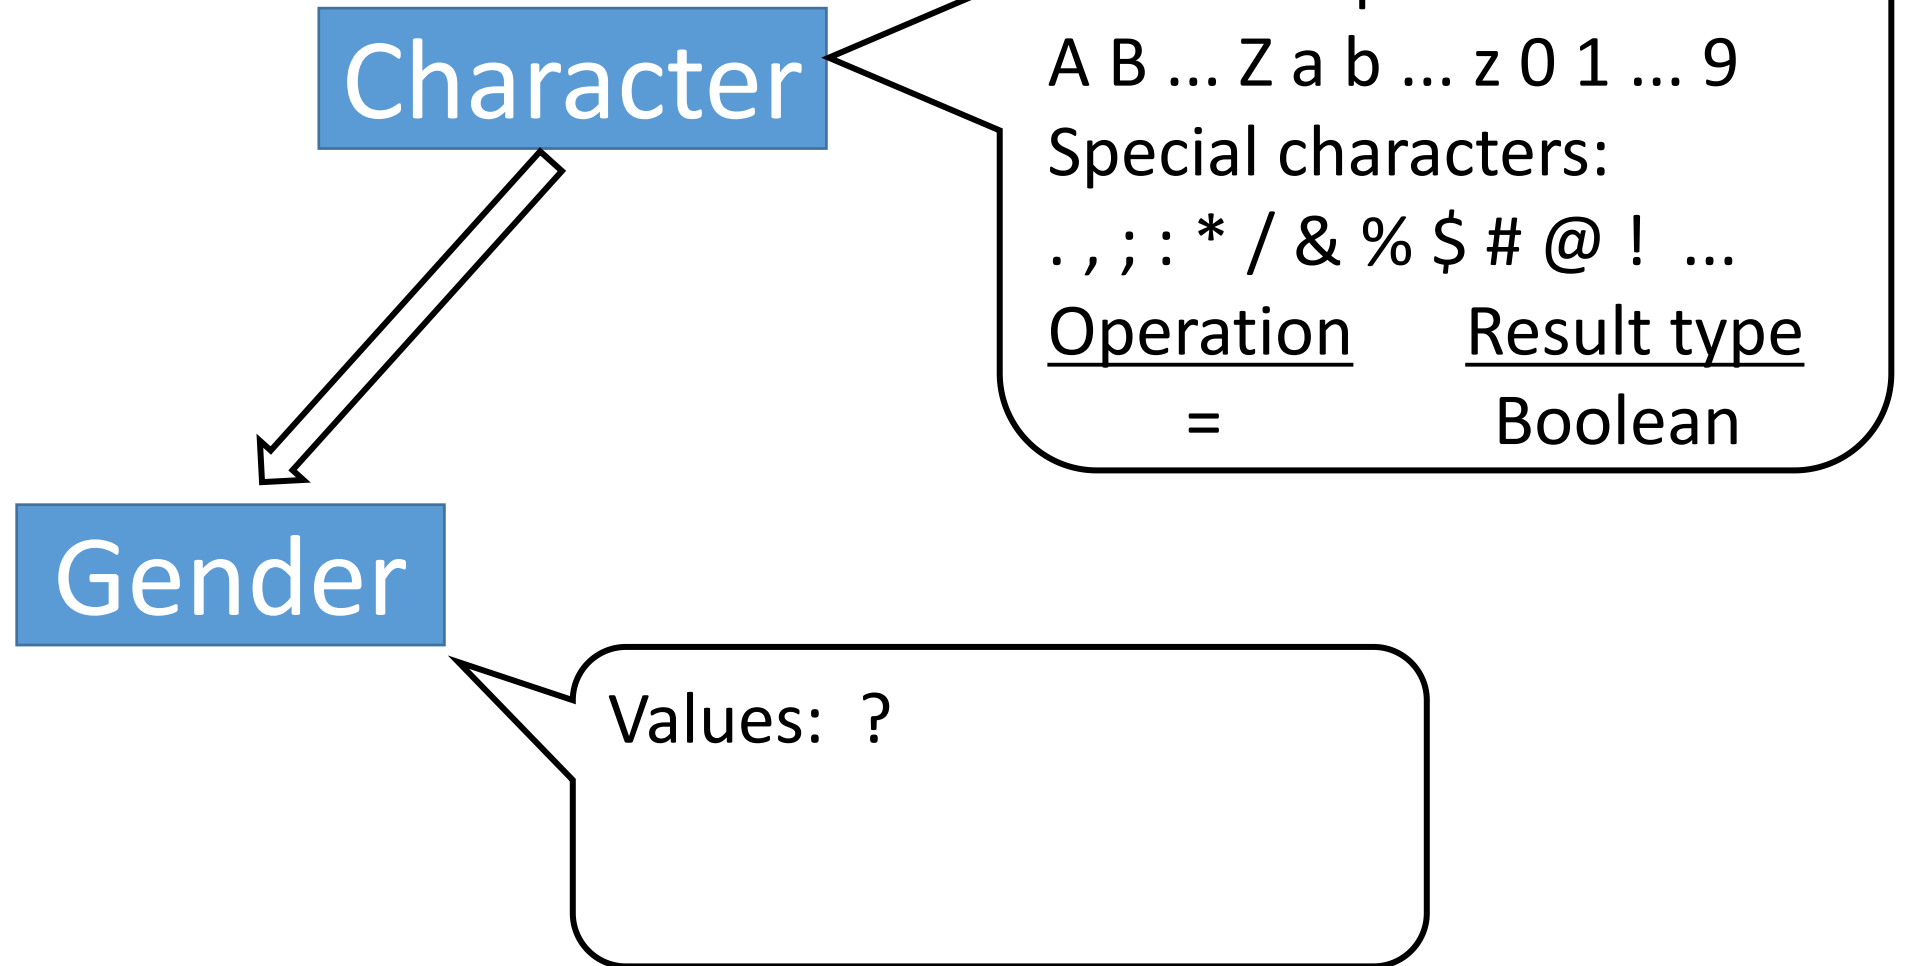 Character
A B ... Z a b ... z 0 1 ... 9
Special characters:
. , ; : * / & % $ # @ ! ...
Operation Result type
= Boolean
Gender
Values: ?